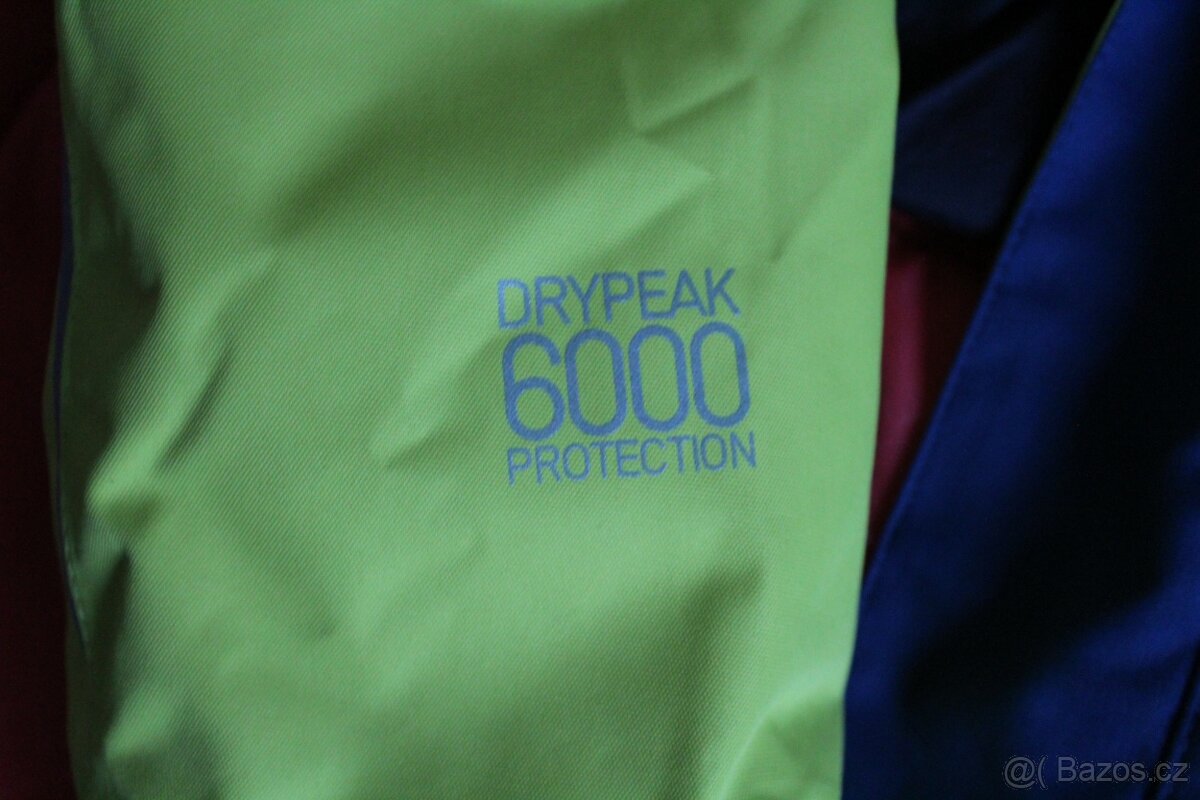 DRYPEAK
6000
PROTECTION
@( Bazos.cz